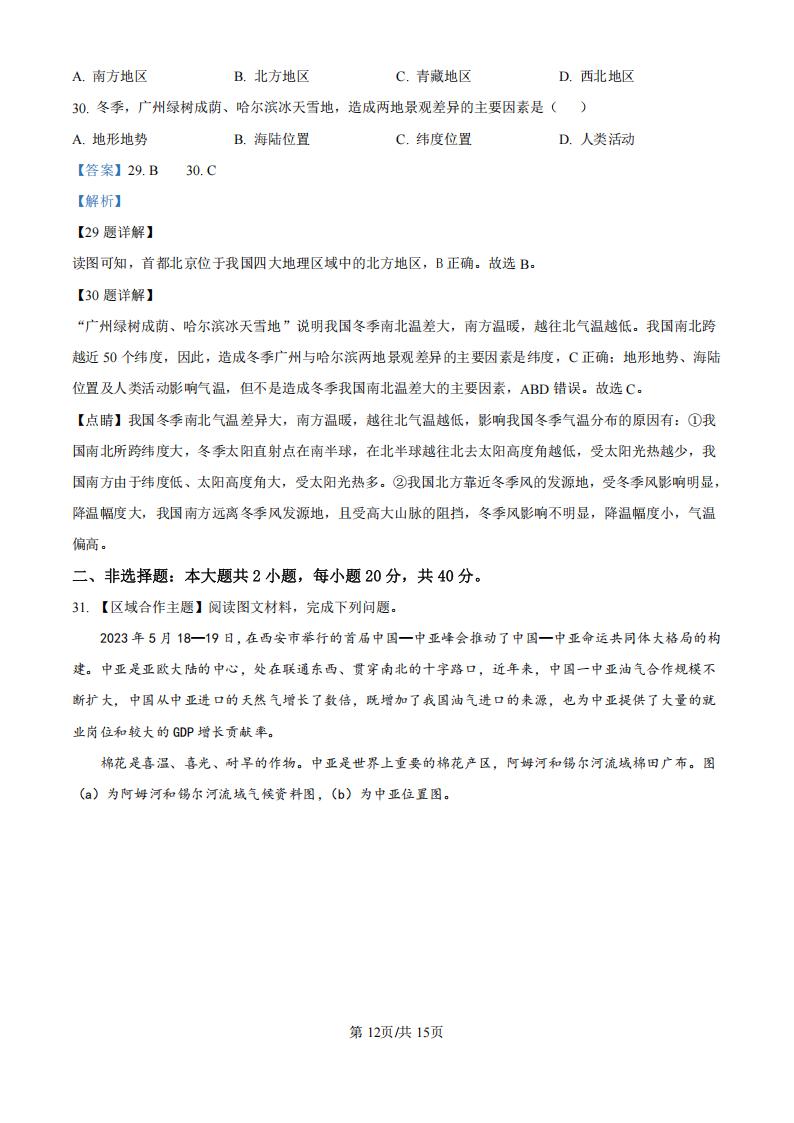 A. 南方地区 B. 北方地区 C. 青藏地区 D. 西北地区
30. 冬季，广州绿树成荫、哈尔滨冰天雪地，造成两地景观差异的主要因素是（ ）
A. 地形地势 B. 海陆位置 C. 纬度位置 D. 人类活动
【答案】29. B 30. C
【解析】
【29 题详解】
读图可知，首都北京位于我国四大地理区域中的北方地区，B 正确。故选 B。
【30 题详解】
“广州绿树成荫、哈尔滨冰天雪地”说明我国冬季南北温差大，南方温暖，越往北气温越低。我国南北跨
越近 50 个纬度，因此，造成冬季广州与哈尔滨两地景观差异的主要因素是纬度，C 正确；地形地势、海陆
位置及人类活动影响气温，但不是造成冬季我国南北温差大的主要因素，ABD 错误。故选 C。
【点睛】我国冬季南北气温差异大，南方温暖，越往北气温越低，影响我国冬季气温分布的原因有：①我
国南北所跨纬度大，冬季太阳直射点在南半球，在北半球越往北去太阳高度角越低，受太阳光热越少，我
国南方由于纬度低、太阳高度角大，受太阳光热多。②我国北方靠近冬季风的发源地，受冬季风影响明显，
降温幅度大，我国南方远离冬季风发源地，且受高大山脉的阻挡，冬季风影响不明显，降温幅度小，气温
偏高。
二、非选择题：本大题共 2 小题，每小题 20 分，共 40 分。
31. 【区域合作主题】阅读图文材料，完成下列问题。
2023 年 5 月 18—19 日，在西安市举行的首届中国—中亚峰会推动了中国—中亚命运共同体大格局的构
建。中亚是亚欧大陆的中心，处在联通东西、贯穿南北的十字路口，近年来，中国一中亚油气合作规模不
断扩大，中国从中亚进口的天然气增长了数倍，既增加了我国油气进口的来源，也为中亚提供了大量的就
业岗位和较大的 GDP 增长贡献率。
棉花是喜温、喜光、耐旱的作物。中亚是世界上重要的棉花产区，阿姆河和锡尔河流域棉田广布。图
（a）为阿姆河和锡尔河流域气候资料图，（b）为中亚位置图。
第 12页/共 15页